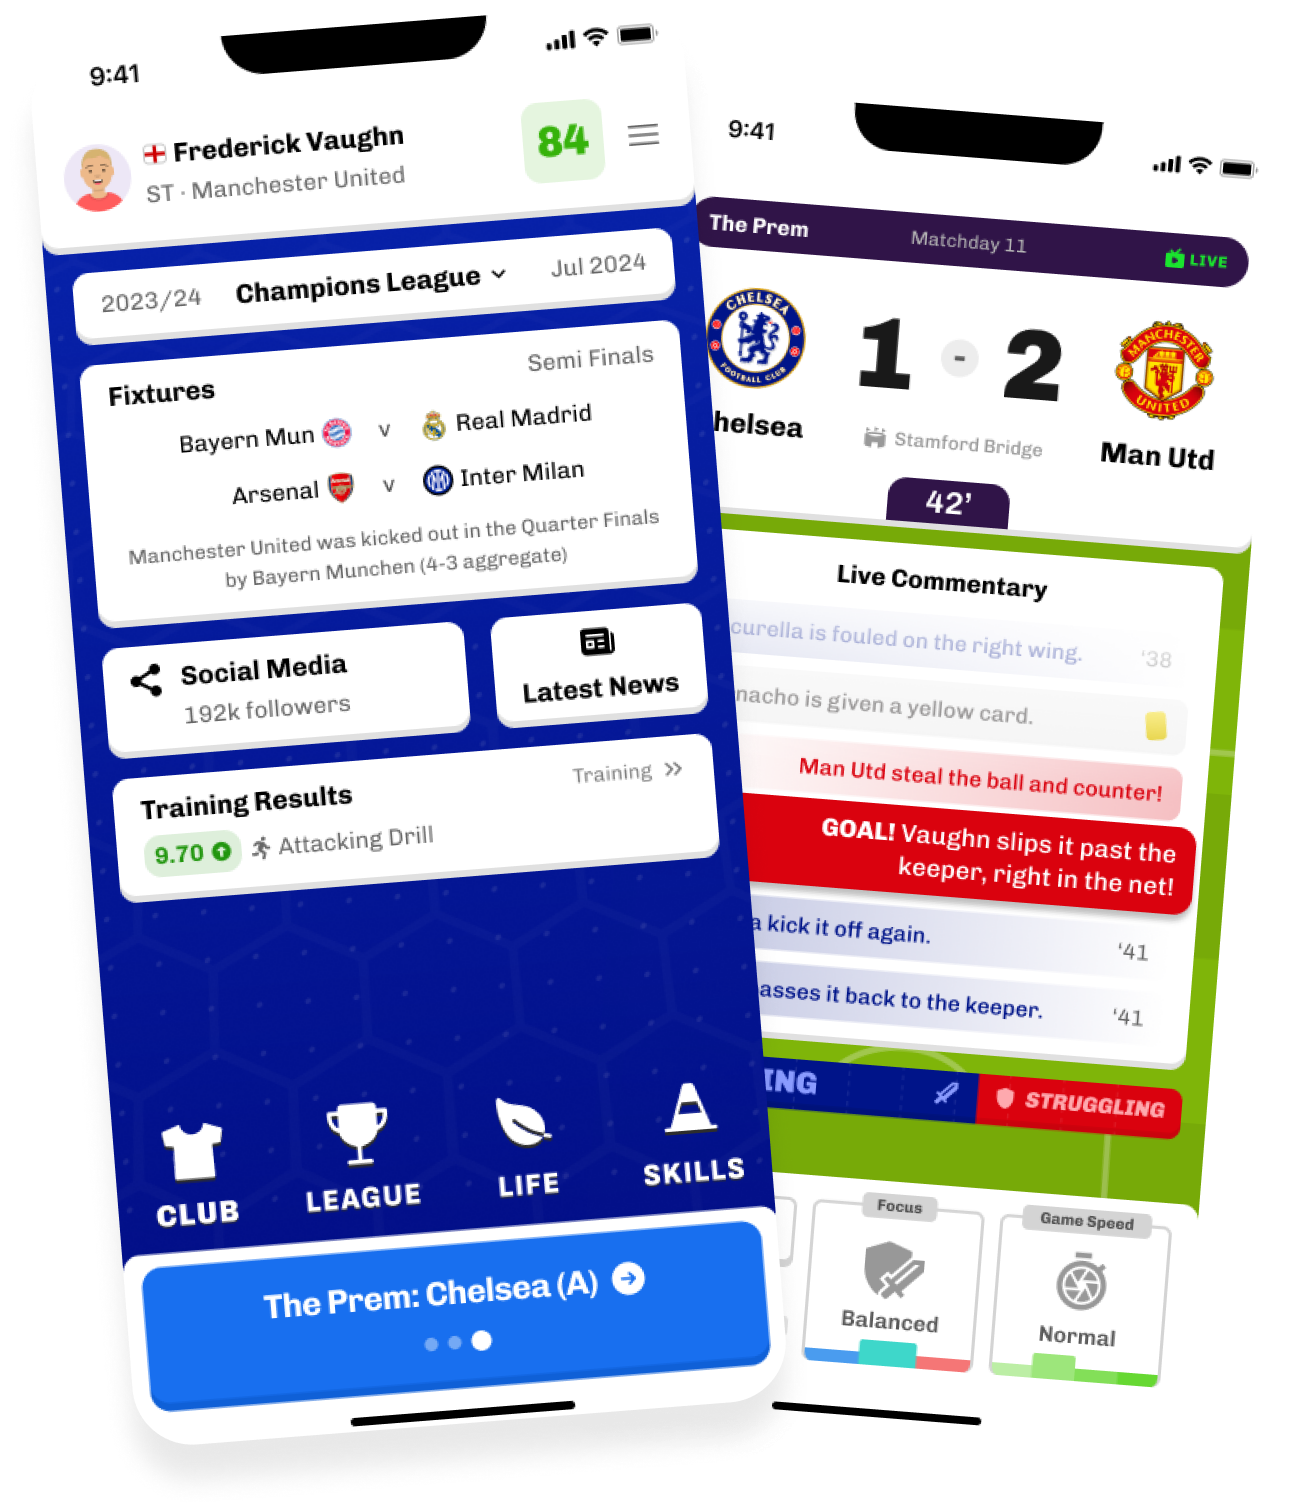 9:41
Frederick Vaughn
ST · Manchester United
84
2023/24 Champions League Jul 2024
Fixtures
Semi Finals
Bayern Mun v Real Madrid
Arsenal v Inter Milan
Manchester United was kicked out in the Quarter Finals
by Bayern Munchen (4-3 aggregate)
Social Media
192k followers
Latest News
Training Results
Training
9.70 Attacking Drill
CLUB
LEAGUE
LIFE
SKILLS
The Prem: Chelsea (A)
9:41
The Prem
Matchday 11
LIVE
CHELSEA
FOOTBALL CLUB
1 - 2
MANCHESTER
UNITED
helsea
Stamford Bridge
Man Utd
42’
Live Commentary
curella is fouled on the right wing. ‘38
nacho is given a yellow card.
Man Utd steal the ball and counter!
GOAL! Vaughn slips it past the
keeper, right in the net!
a kick it off again. ‘41
asses it back to the keeper. ‘41
ING
STRUGGLING
Focus
Balanced
Game Speed
Normal